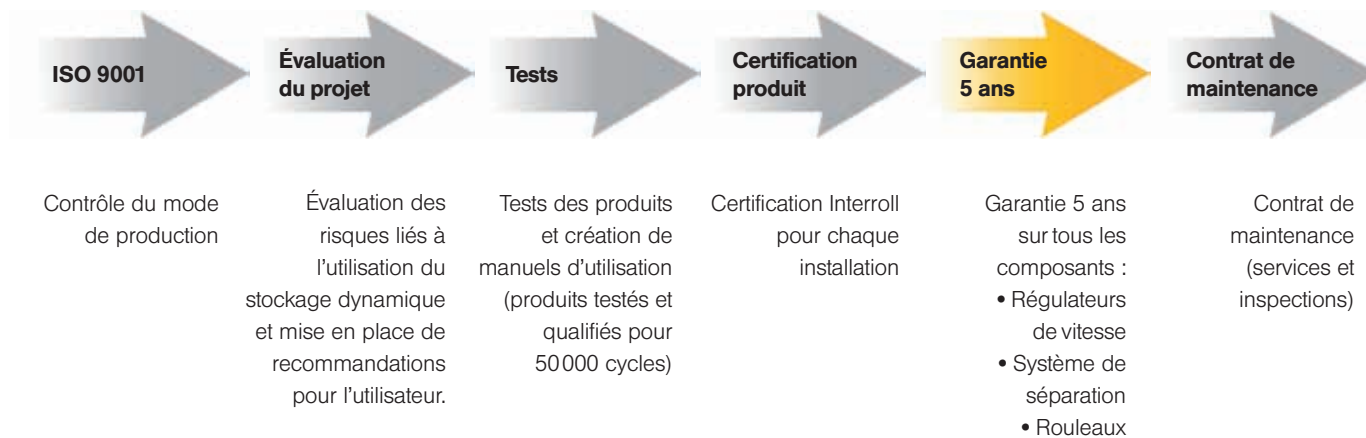 ISO 9001
Évaluation
du projet
Tests
Certification
produit
Garantie
5 ans
Contrat de
maintenance
Contrôle du mode
de production
Évaluation des
risques liés à
l'utilisation du
stockage dynamique
et mise en place de
recommandations
pour l'utilisateur.
Tests des produits
et création de
manuels d'utilisation
(produits testés et
qualifiés pour
50 000 cycles)
Certification Interroll
pour chaque
installation
Garantie 5 ans
sur tous les
composants :
• Régulateurs
de vitesse
• Système de
séparation
• Rouleaux
Contrat de
maintenance
(services et
inspections)